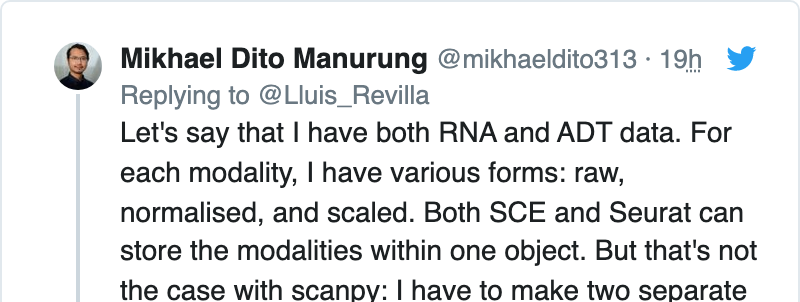 Mikhael Dito Manurung @mikhaeldito313 · 19h
Replying to @Lluis_Revilla
Let's say that I have both RNA and ADT data. For
each modality, I have various forms: raw,
normalised, and scaled. Both SCE and Seurat can
store the modalities within one object. But that's not
the case with scanpy: I have to make two separate